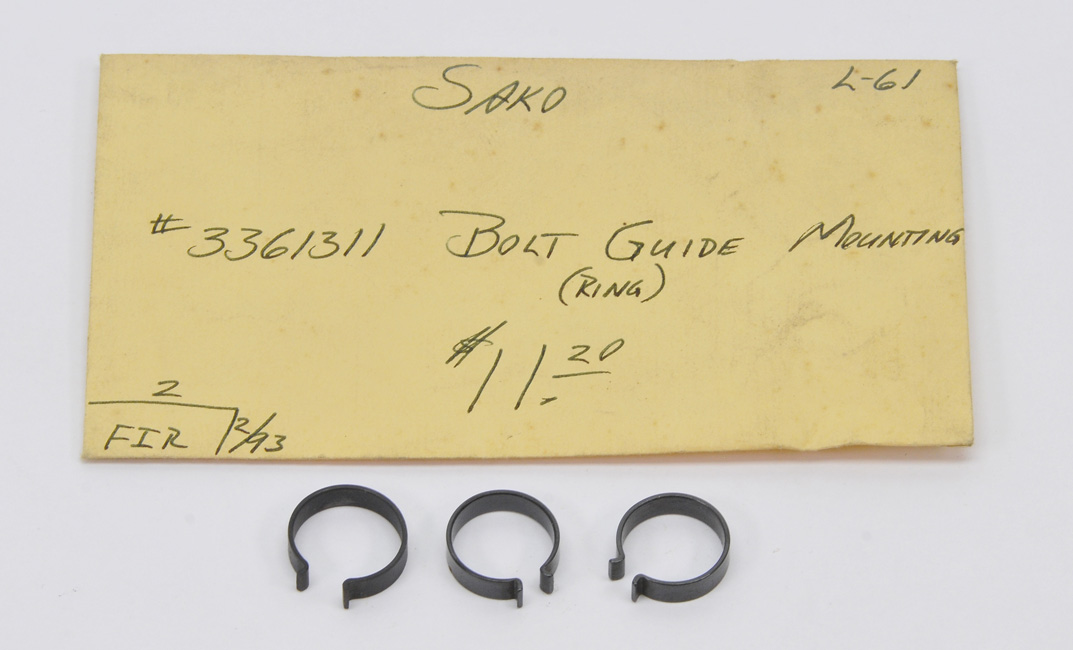 SAKO L-61
#3361311 BOLT GUIDE MOUNTING
(RING)
$11.20
2
FIR 12/93